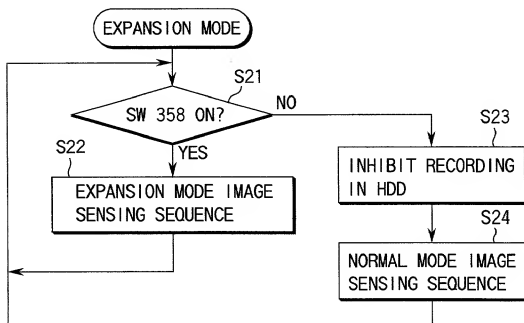 EXPANSION MODE
S21
SW 358 ON?
NO
YES
S22
EXPANSION MODE IMAGE
SENSING SEQUENCE
S23
INHIBIT RECORDING
IN HDD
S24
NORMAL MODE IMAGE
SENSING SEQUENCE